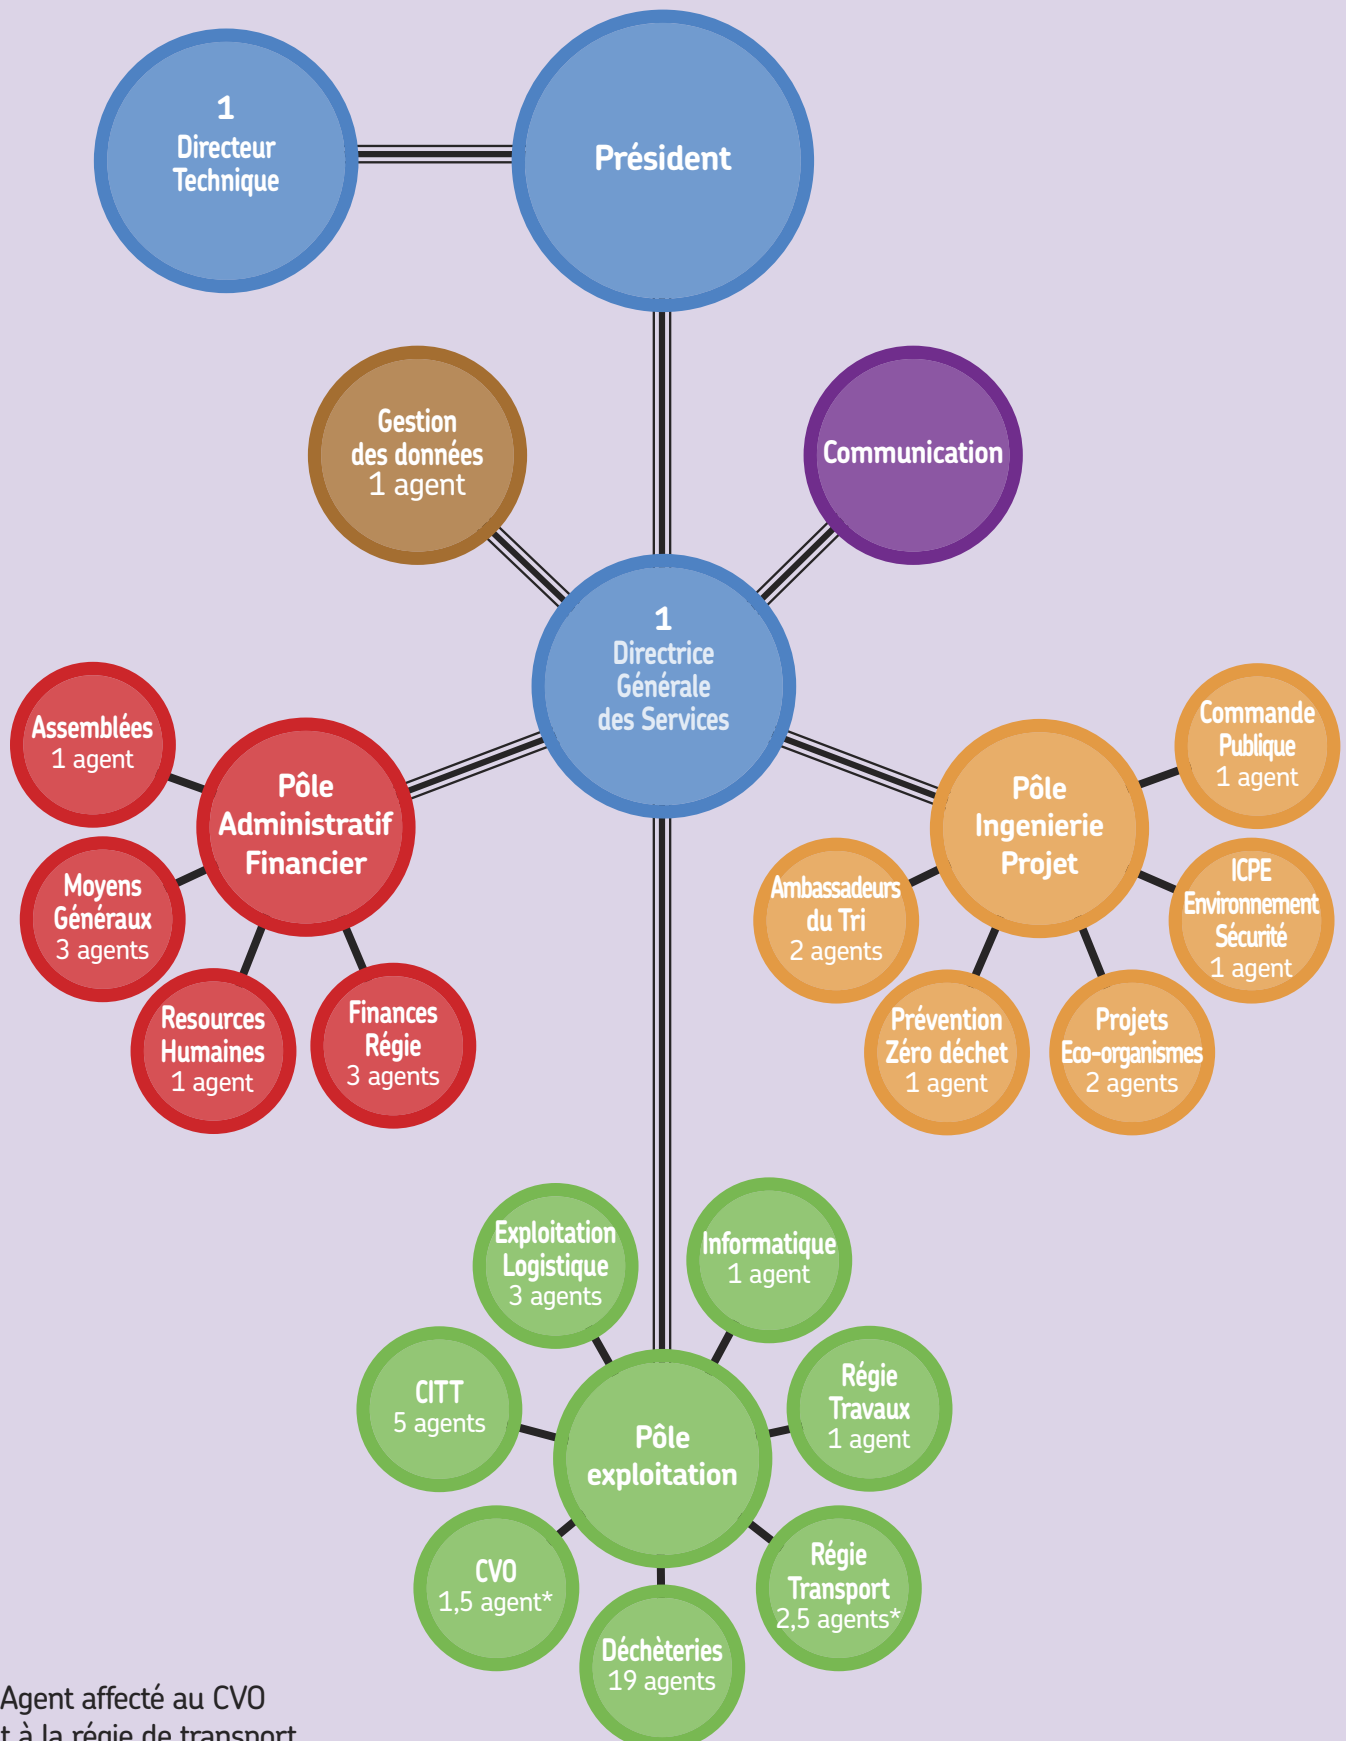 1
Directeur
Technique
Président
Gestion
des données
1 agent
Communication
1
Directrice
Générale
des Services
Assemblées
1 agent
Pôle
Administratif
Financier
Moyens
Généraux
3 agents
Resources
Humaines
1 agent
Finances
Régie
3 agents
Pôle
Ingenierie
Projet
Commande
Publique
1 agent
ICPE
Environnement
Sécurité
1 agent
Ambassadeurs
du Tri
2 agents
Prévention
Zéro déchet
1 agent
Projets
Eco-organismes
2 agents
Exploitation
Logistique
3 agents
Informatique
1 agent
CITT
5 agents
Pôle
exploitation
Régie
Travaux
1 agent
CVO
1,5 agent*
Régie
Transport
2,5 agents*
Déchèteries
19 agents
Agent affecté au CVO
t à la régie de transport